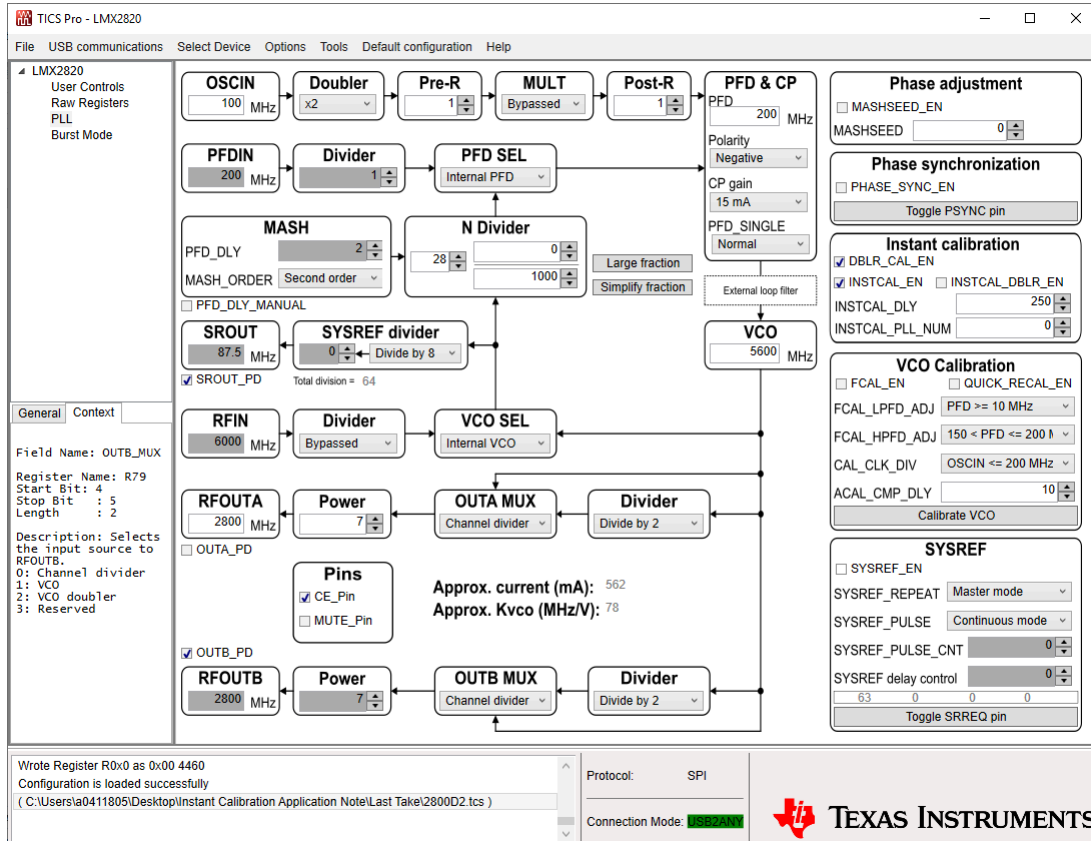 TICS Pro - LMX2820
File USB communications Select Device Options Tools Default configuration Help
LMX2820
User Controls
Raw Registers
PLL
Burst Mode
General Context
Field Name: OUTB_MUX
Register Name: R79
Start Bit: 4
Stop Bit : 5
Length : 2
Description: Selects
the input source to
RFOUTB.
0: Channel divider
1: VCO
2: VCO doubler
3: Reserved
OSCIN
100 MHz
Doubler
x2
Pre-R
1
MULT
Bypassed
Post-R
1
PFD & CP
PFD
200 MHz
Polarity
Negative
CP gain
15 mA
PFD_SINGLE
Normal
PFDIN
200 MHz
Divider
1
PFD SEL
Internal PFD
MASH
PFD_DLY 2
MASH_ORDER Second order
PFD_DLY_MANUAL
N Divider
28
0
1000
Large fraction
Simplify fraction
External loop filter
SROUT
87.5 MHz
SROUT_PD
SYSREF divider
0 Divide by 8
Total division = 64
VCO
5600 MHz
RFIN
6000 MHz
Divider
Bypassed
VCO SEL
Internal VCO
RFOUTA
2800 MHz
OUTA_PD
Power
7
OUTA MUX
Channel divider
Divider
Divide by 2
Pins
CE_Pin
MUTE_Pin
Approx. current (mA): 562
Approx. Kvco (MHz/V): 78
OUTB_PD
RFOUTB
2800 MHz
Power
7
OUTB MUX
Channel divider
Divider
Divide by 2
Phase adjustment
MASHSEED_EN
MASHSEED 0
Phase synchronization
PHASE_SYNC_EN
Toggle PSYNC pin
Instant calibration
DBLR_CAL_EN
INSTCAL_EN INSTCAL_DBLR_EN
INSTCAL_DLY 250
INSTCAL_PLL_NUM 0
VCO Calibration
FCAL_EN QUICK_RECAL_EN
FCAL_LPFD_ADJ PFD >= 10 MHz
FCAL_HPFD_ADJ 150 < PFD <= 200 M
CAL_CLK_DIV OSCIN <= 200 MHz
ACAL_CMP_DLY 10
Calibrate VCO
SYSREF
SYSREF_EN
SYSREF_REPEAT Master mode
SYSREF_PULSE Continuous mode
SYSREF_PULSE_CNT 0
SYSREF delay control 0
63 0 0 0
Toggle SRREQ pin
Wrote Register R0x0 as 0x00 4460
Configuration is loaded successfully
( C:\Users\a0411805\Desktop\Instant Calibration Application Note\Last Take\2800D2.tcs )
Protocol: SPI
Connection Mode: USB2ANY
TEXAS INSTRUMENTS